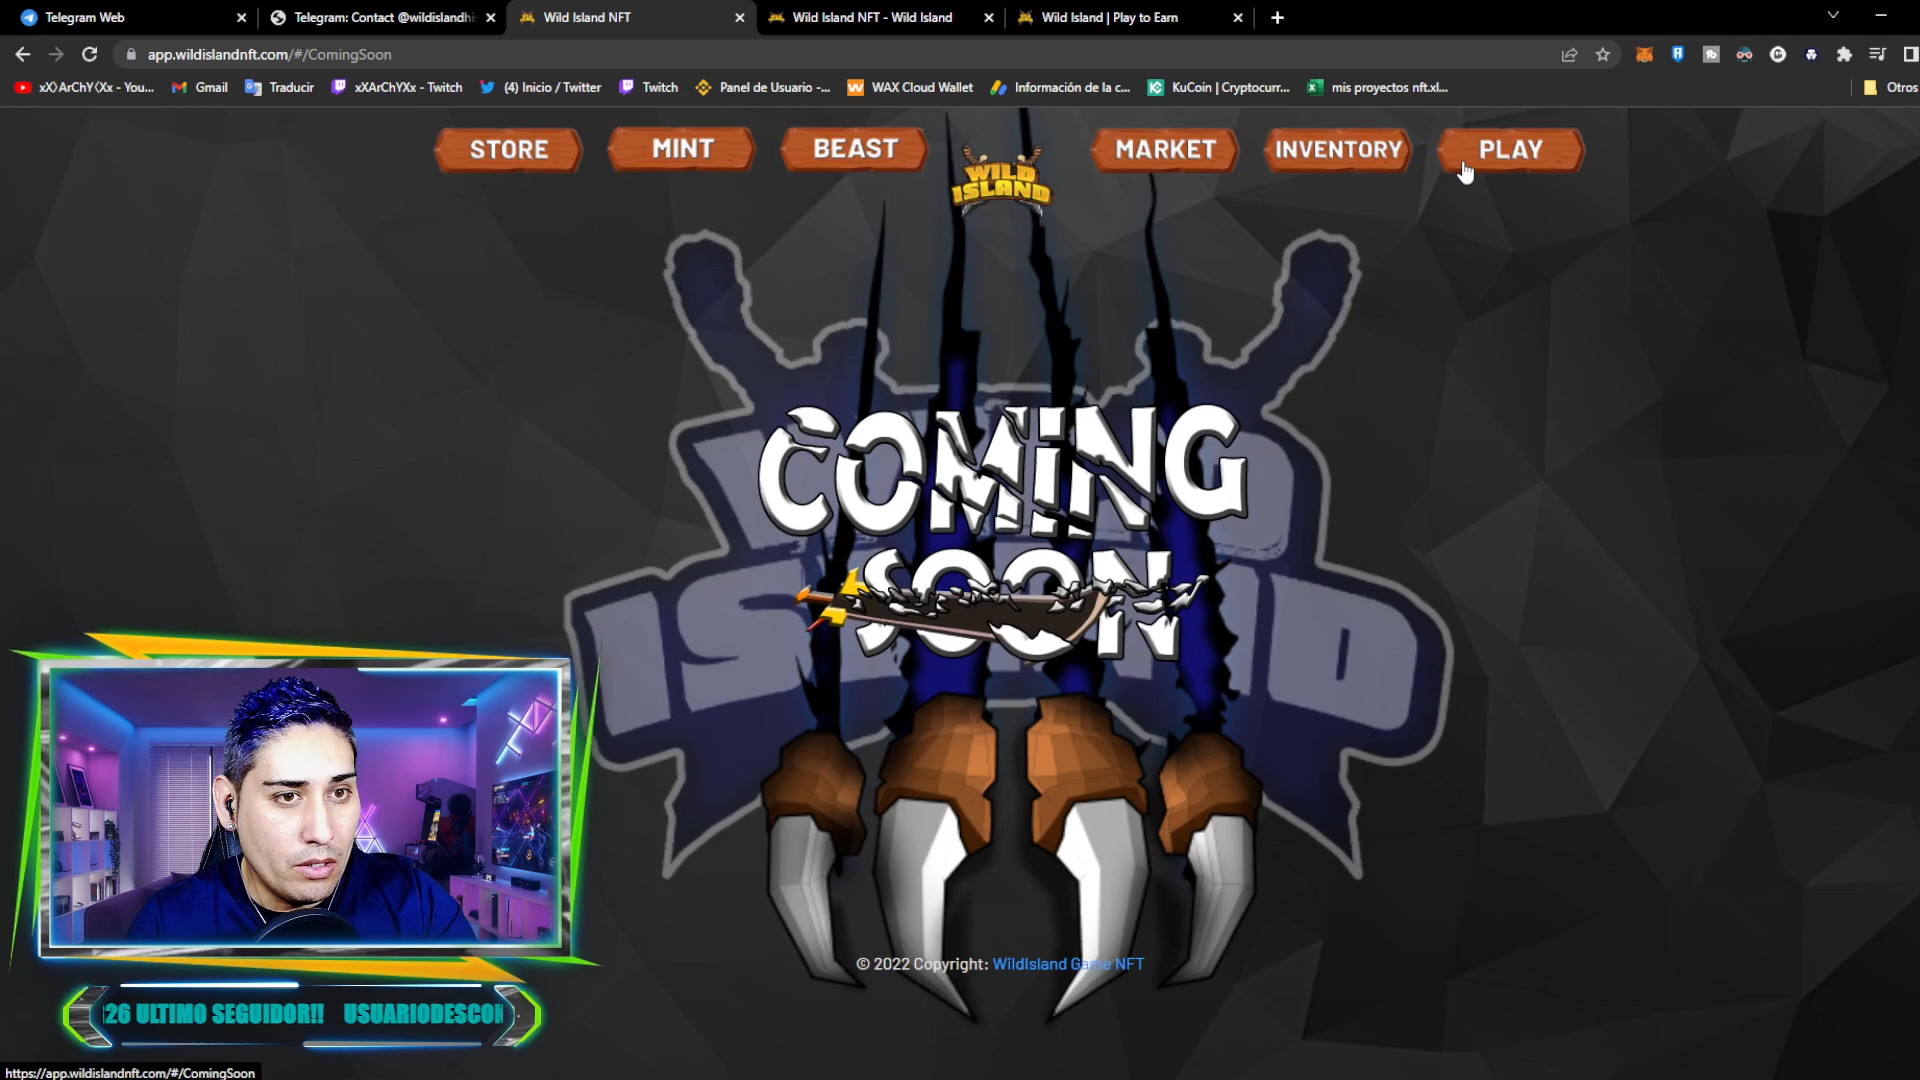 Telegram Web
Telegram: Contact @wildislandhi
Wild Island NFT
Wild Island NFT - Wild Island
Wild Island | Play to Earn
app.wildislandnft.com/#/ComingSoon
xX)ArChY(Xx - You...
Gmail
Traducir
xXArChYXx - Twitch
(4) Inicio / Twitter
Twitch
Panel de Usuario -...
WAX Cloud Wallet
Información de la c...
KuCoin | Cryptocurr...
mis proyectos nft.xl...
Otros
STORE
MINT
BEAST
WILD
ISLAND
MARKET
INVENTORY
PLAY
WILD
ISLAND
COMING
SOON
© 2022 Copyright: WildIsland Game NFT
26 ULTIMO SEGUIDOR!! USUARIODESCON
https://app.wildislandnft.com/#/ComingSoon